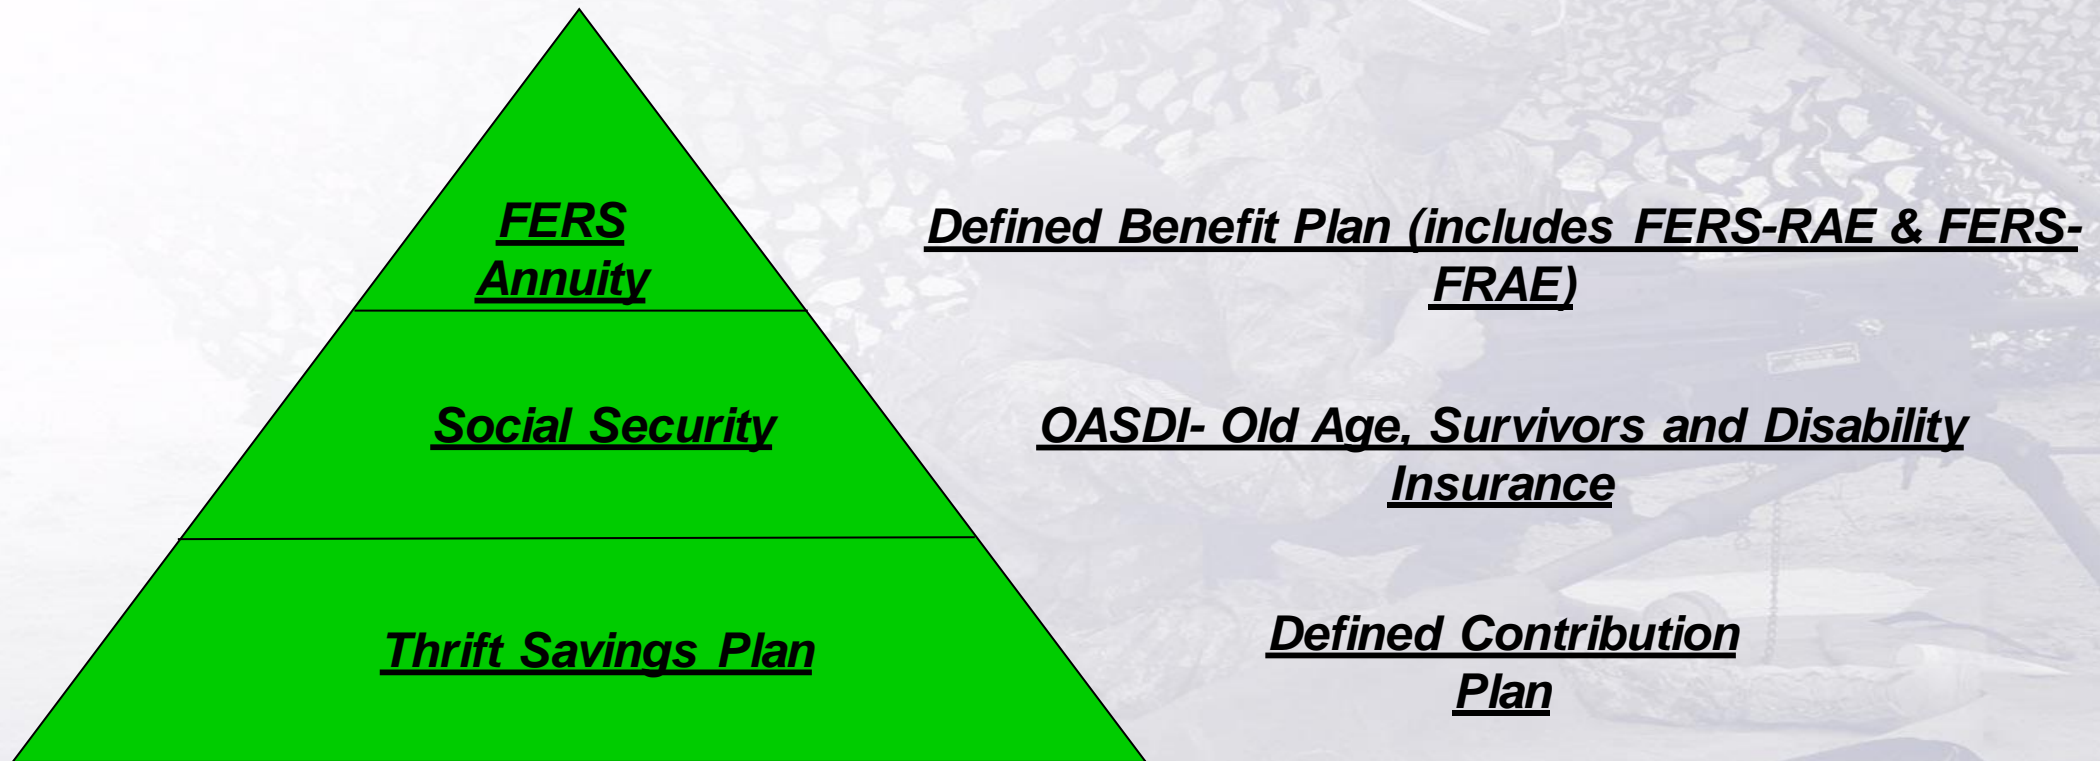 FERS
Annuity
Defined Benefit Plan (includes FERS-RAE & FERS-
FRAE)
Social Security
OASDI- Old Age, Survivors and Disability
Insurance
Thrift Savings Plan
Defined Contribution
Plan